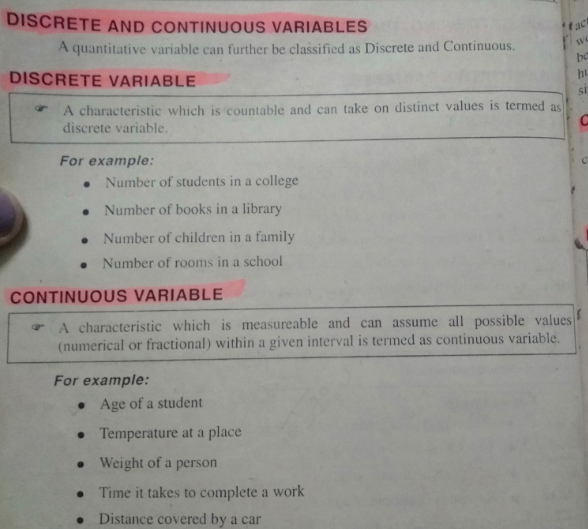 DISCRETE AND CONTINUOUS VARIABLES
A quantitative variable can further be classified as Discrete and Continuous.
DISCRETE VARIABLE
☞ A characteristic which is countable and can take on distinct values is termed as
discrete variable.
For example:
• Number of students in a college
• Number of books in a library
• Number of children in a family
• Number of rooms in a school
CONTINUOUS VARIABLE
☞ A characteristic which is measureable and can assume all possible values
(numerical or fractional) within a given interval is termed as continuous variable.
For example:
• Age of a student
• Temperature at a place
• Weight of a person
• Time it takes to complete a work
• Distance covered by a car